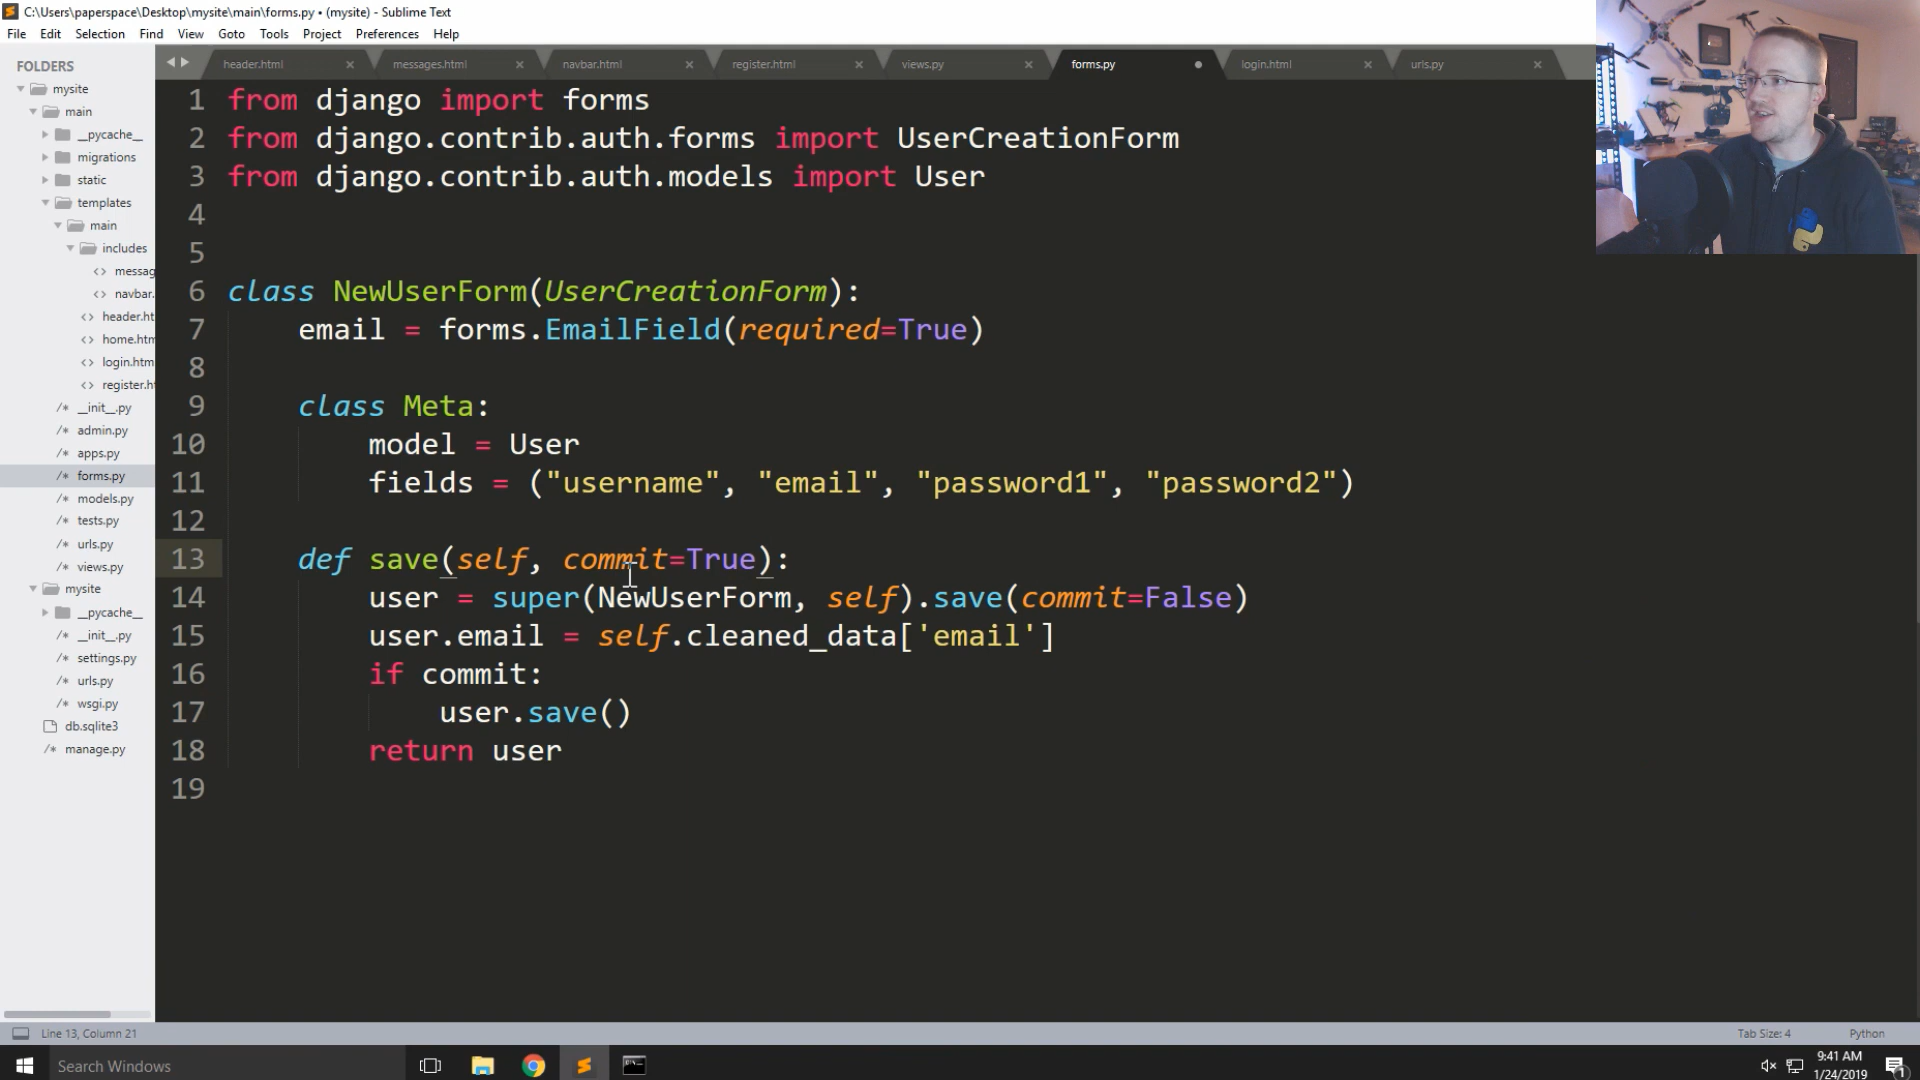 C:\Users\paperspace\Desktop\mysite\main\forms.py • (mysite) - Sublime Text
File Edit Selection Find View Goto Tools Project Preferences Help
FOLDERS
mysite
main
__pycache__
migrations
static
templates
main
includes
messag
navbar.
header.ht
home.htm
login.htm
register.h
__init__.py
admin.py
apps.py
forms.py
models.py
tests.py
urls.py
views.py
mysite
__pycache__
__init__.py
settings.py
urls.py
wsgi.py
db.sqlite3
manage.py
header.html messages.html navbar.html register.html views.py forms.py login.html urls.py
1 from django import forms
2 from django.contrib.auth.forms import UserCreationForm
3 from django.contrib.auth.models import User
4
5
6 class NewUserForm(UserCreationForm):
7 email = forms.EmailField(required=True)
8
9 class Meta:
10 model = User
11 fields = ("username", "email", "password1", "password2")
12
13 def save(self, commit=True):
14 user = super(NewUserForm, self).save(commit=False)
15 user.email = self.cleaned_data['email']
16 if commit:
17 user.save()
18 return user
19
Line 13, Column 21 Tab Size: 4 Python
Search Windows
9:41 AM
1/24/2019
1